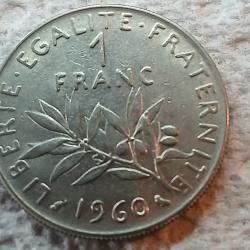 LIBERTE · EGALITE · FRATERNITE
1
FRANC
1960